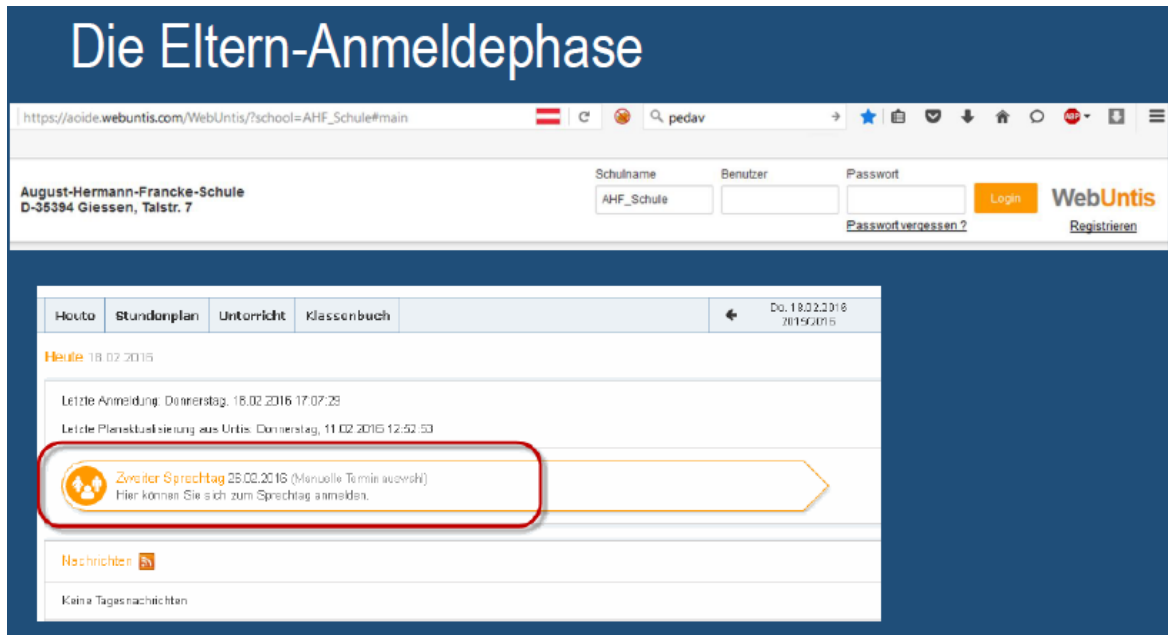 Die Eltern-Anmeldephase
https://aoide.webuntis.com/WebUntis/?school=AHF_Schule#main
pedav
ABP
August-Hermann-Francke-Schule
D-35394 Giessen, Talstr. 7
Schulname
Benutzer
Passwort
AHF_Schule
Login
WebUntis
Passwort vergessen ?
Registrieren
Heute Stundenplan Unterricht Klassenbuch
Do, 18.02.2016
2015/2016
Heute 18.02.2016
Letzte Anmeldung: Donnerstag, 18.02.2016 17:07:29
Letzte Planaktualisierung aus Untis: Donnerstag, 11.02.2016 12:52:53
Zweiter Sprechtag 26.02.2016 (Manuelle Terminauswahl)
Hier können Sie sich zum Sprechtag anmelden.
Nachrichten
Keine Tagesnachrichten